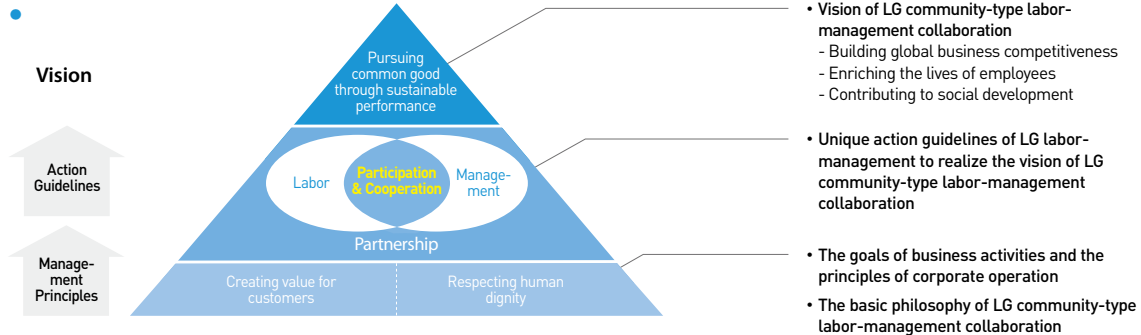 Vision
Action
Guidelines
Manage-
ment
Principles
Pursuing
common good
through sustainable
performance
Labor
Participation
& Cooperation
Manage-
ment
Partnership
Creating value for
customers
Respecting human
dignity
• Vision of LG community-type labor-
management collaboration
- Building global business competitiveness
- Enriching the lives of employees
- Contributing to social development
• Unique action guidelines of LG labor-
management to realize the vision of LG
community-type labor-management
collaboration
• The goals of business activities and the
principles of corporate operation
• The basic philosophy of LG community-type
labor-management collaboration